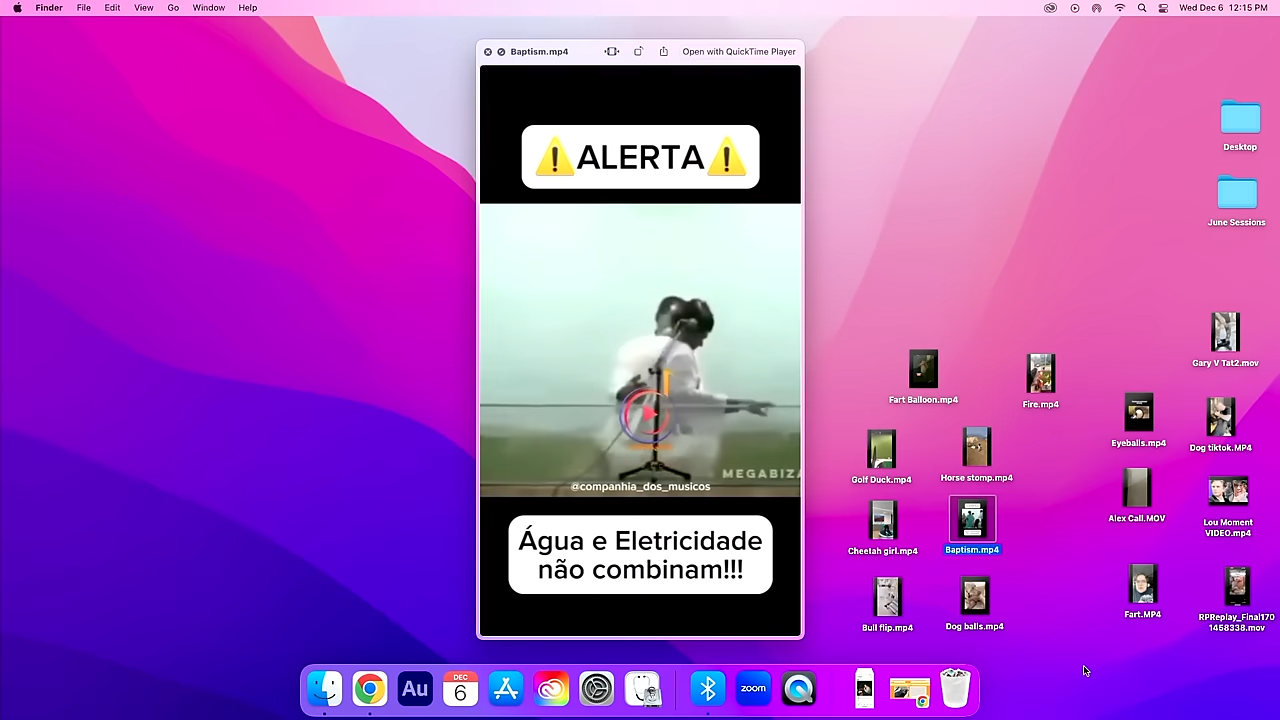 Finder File Edit View Go Window Help Wed Dec 6 12:15 PM
Baptism.mp4 Open with QuickTime Player
⚠️ALERTA⚠️
MEGABIZA
@companhia_dos_musicos
Água e Eletricidade
não combinam!!!
Desktop
June Sessions
Gary V Tat2.mov
Fart Balloon.mp4
Fire.mp4
Eyeballs.mp4
Dog tiktok.MP4
Golf Duck.mp4
Horse stomp.mp4
Alex Call.MOV
Lou Moment
VIDEO.mp4
Cheetah girl.mp4
Baptism.mp4
Bull flip.mp4
Dog balls.mp4
Fart.MP4
RPReplay_Final170
1458338.mov
Au
DEC
6
zoom